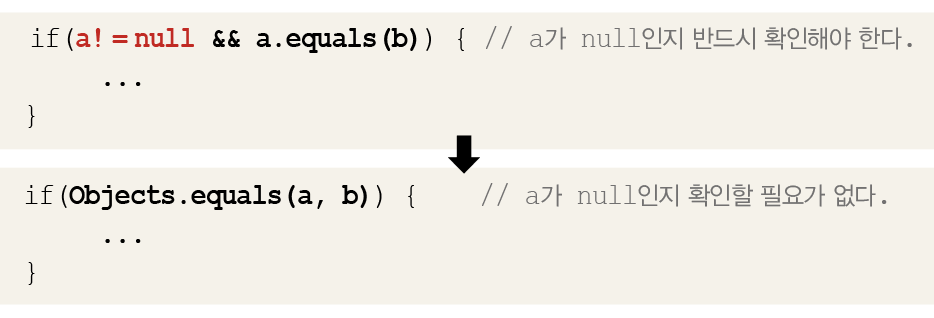 if(a!=null && a.equals(b)) { // a가 null인지 반드시 확인해야 한다.
...
}
if(Objects.equals(a, b)) { // a가 null인지 확인할 필요가 없다.
...
}